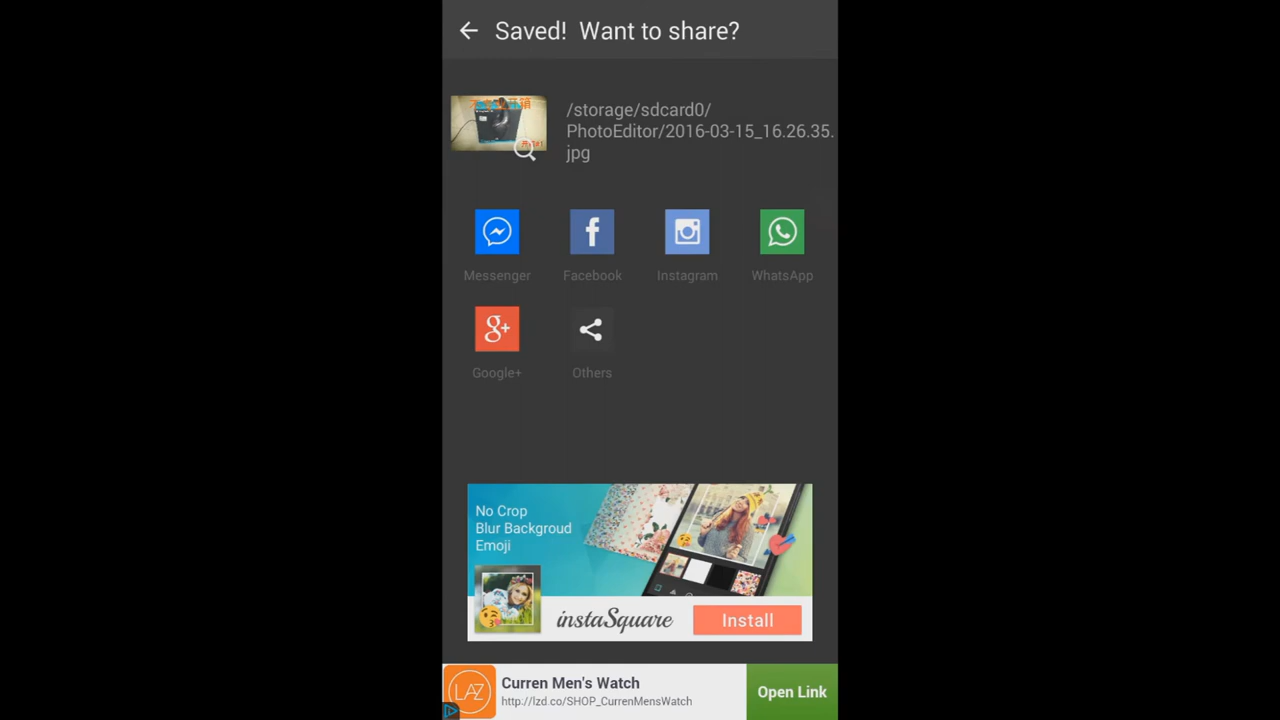 Saved!  Want to share?
/storage/sdcard0/
PhotoEditor/2016-03-15_16.26.35.
jpg
Messenger
Facebook
Instagram
WhatsApp
g+
Google+
Others
No Crop
Blur Backgroud
Emoji
instaSquare
Install
LAZ
Curren Men's Watch
http://lzd.co/SHOP_CurrenMensWatch
Open Link